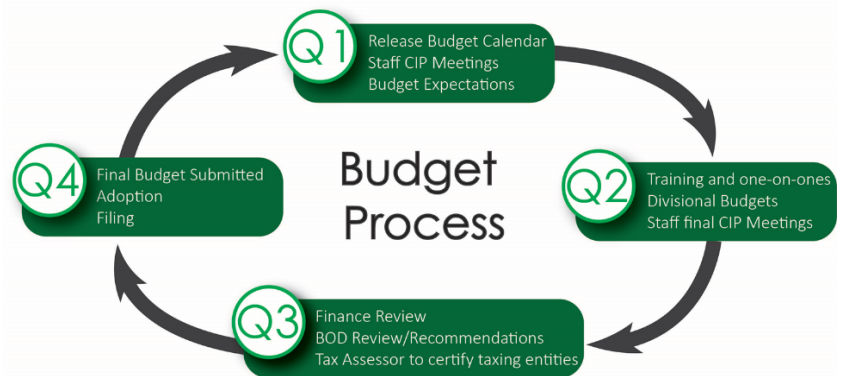 Q1
Release Budget Calendar
Staff CIP Meetings
Budget Expectations
Budget
Process
Q2
Training and one-on-ones
Divisional Budgets
Staff final CIP Meetings
Q3
Finance Review
BOD Review/Recommendations
Tax Assessor to certify taxing entities
Q4
Final Budget Submitted
Adoption
Filing